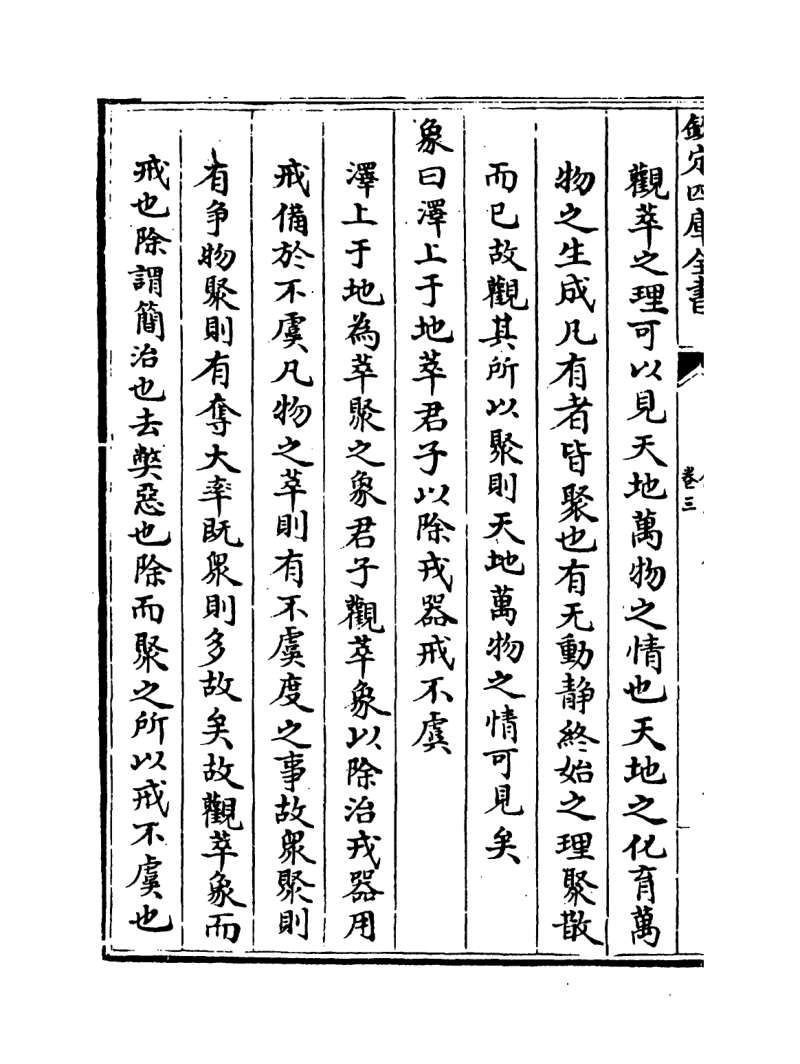 欽定四庫全書
卷三
觀萃之理可以見天地萬物之情也天地之化育萬
物之生成凡有者皆聚也有无動靜終始之理聚散
而已故觀其所以聚則天地萬物之情可見矣
象曰澤上于地萃君子以除戎器戒不虞
澤上于地為萃聚之象君子觀萃象以除治戎器用
戒備於不虞凡物之萃則有不虞度之事故衆聚則
有爭物聚則有奪大率既衆則多故矣故觀萃象而
戒也除謂簡治也去弊惡也除而聚之所以戒不虞也